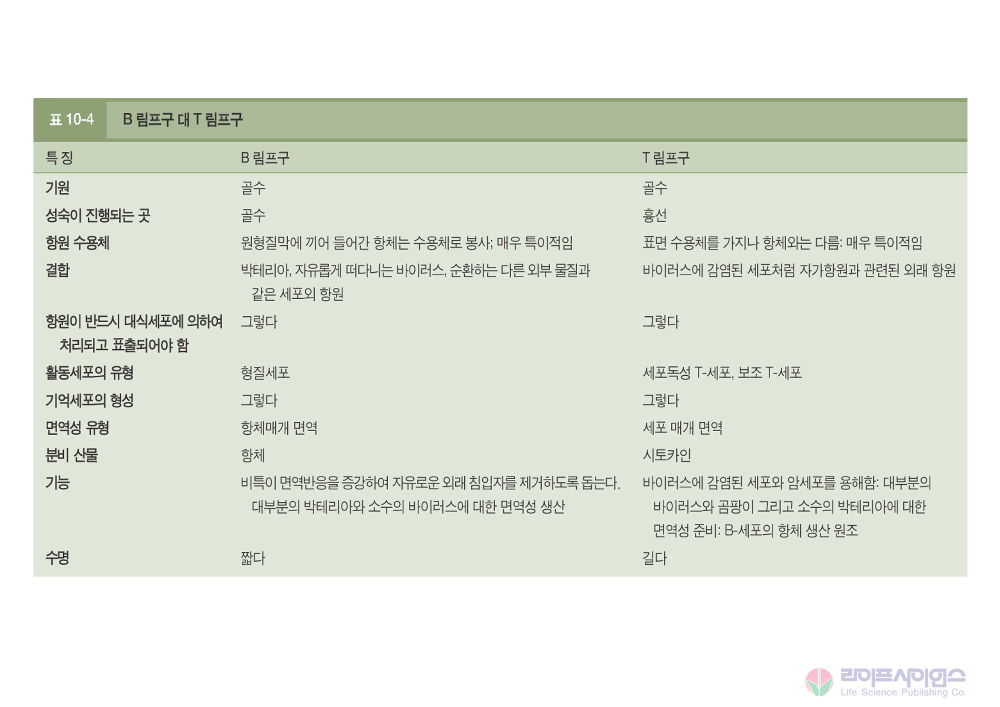 표 10-4 B 림프구 대 T 림프구
특 징 B 림프구 T 림프구
기원 골수 골수
성숙이 진행되는 곳 골수 흉선
항원 수용체 원형질막에 끼어 들어간 항체는 수용체로 봉사; 매우 특이적임 표면 수용체를 가지나 항체와는 다름: 매우 특이적임
결합 박테리아, 자유롭게 떠다니는 바이러스, 순환하는 다른 외부 물질과 바이러스에 감염된 세포처럼 자가항원과 관련된 외래 항원
같은 세포외 항원
항원이 반드시 대식세포에 의하여 그렇다 그렇다
처리되고 표출되어야 함
활동세포의 유형 형질세포 세포독성 T-세포, 보조 T-세포
기억세포의 형성 그렇다 그렇다
면역성 유형 항체매개 면역 세포 매개 면역
분비 산물 항체 시토카인
기능 비특이 면역반응을 증강하여 자유로운 외래 침입자를 제거하도록 돕는다. 바이러스에 감염된 세포와 암세포를 용해함: 대부분의
대부분의 박테리아와 소수의 바이러스에 대한 면역성 생산 바이러스와 곰팡이 그리고 소수의 박테리아에 대한
면역성 준비: B-세포의 항체 생산 원조
수명 짧다 길다
라이프사이언스
Life Science Publishing Co.